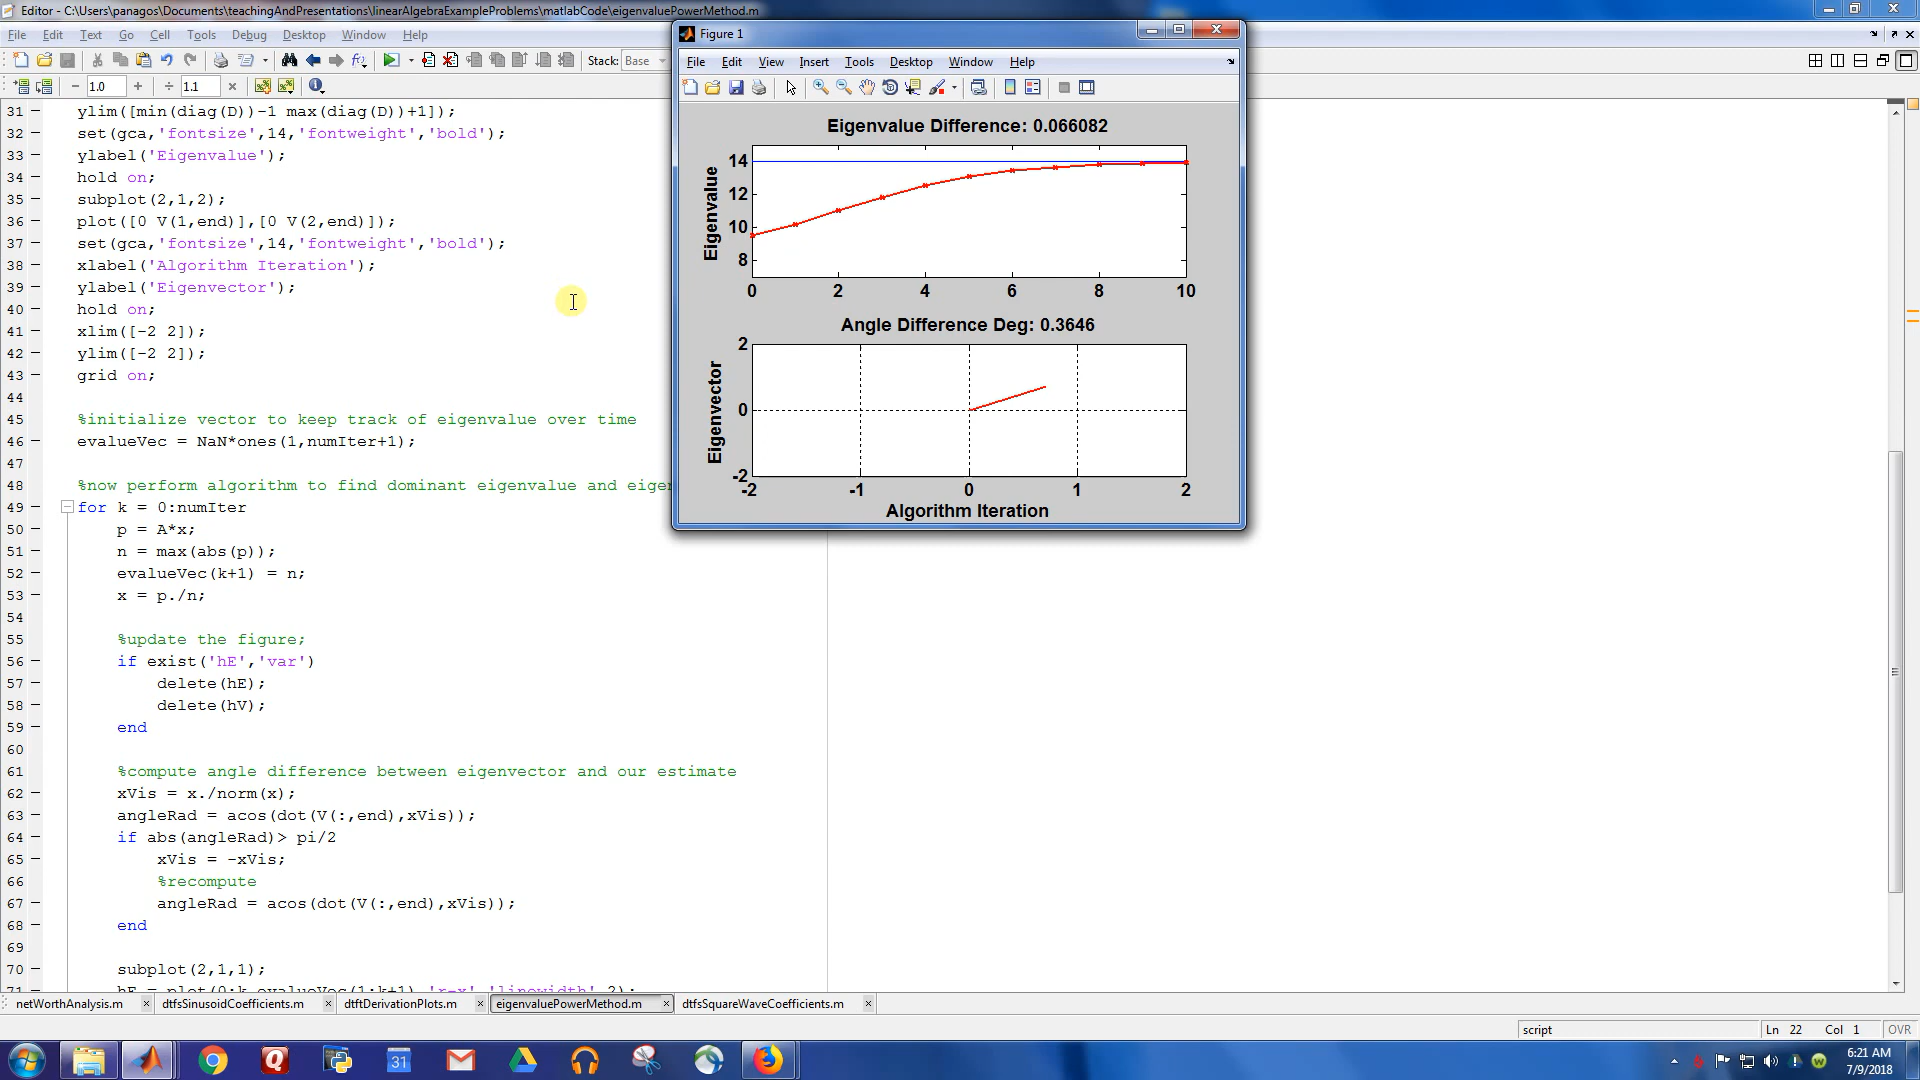 Editor - C:\Users\panagos\Documents\teachingAndPresentations\linearAlgebraExampleProblems\matlabCode\eigenvaluePowerMethod.m
File Edit Text Go Cell Tools Debug Desktop Window Help
Stack: Base
1.0
1.1
31 ylim([min(diag(D))-1 max(diag(D))+1]);
32 set(gca,'fontsize',14,'fontweight','bold');
33 ylabel('Eigenvalue');
34 hold on;
35 subplot(2,1,2);
36 plot([0 V(1,end)],[0 V(2,end)]);
37 set(gca,'fontsize',14,'fontweight','bold');
38 xlabel('Algorithm Iteration');
39 ylabel('Eigenvector');
40 hold on;
41 xlim([-2 2]);
42 ylim([-2 2]);
43 grid on;
44
45 %initialize vector to keep track of eigenvalue over time
46 evalueVec = NaN*ones(1,numIter+1);
47
48 %now perform algorithm to find dominant eigenvalue and eige
49 for k = 0:numIter
50 p = A*x;
51 n = max(abs(p));
52 evalueVec(k+1) = n;
53 x = p./n;
54
55 %update the figure;
56 if exist('hE','var')
57 delete(hE);
58 delete(hV);
59 end
60
61 %compute angle difference between eigenvector and our estimate
62 xVis = x./norm(x);
63 angleRad = acos(dot(V(:,end),xVis));
64 if abs(angleRad)> pi/2
65 xVis = -xVis;
66 %recompute
67 angleRad = acos(dot(V(:,end),xVis));
68 end
69
70 subplot(2,1,1);
71 hE = plot(0:k,evalueVec(1:k+1),'r-x','linewidth',2);
Figure 1
File Edit View Insert Tools Desktop Window Help
Eigenvalue Difference: 0.066082
Eigenvalue
14
12
10
8
0 2 4 6 8 10
Angle Difference Deg: 0.3646
Eigenvector
2
0
-2
-2 -1 0 1 2
Algorithm Iteration
netWorthAnalysis.m dtfsSinusoidCoefficients.m dtftDerivationPlots.m eigenvaluePowerMethod.m dtfsSquareWaveCoefficients.m
script Ln 22 Col 1 OVR
31
6:21 AM
7/9/2018